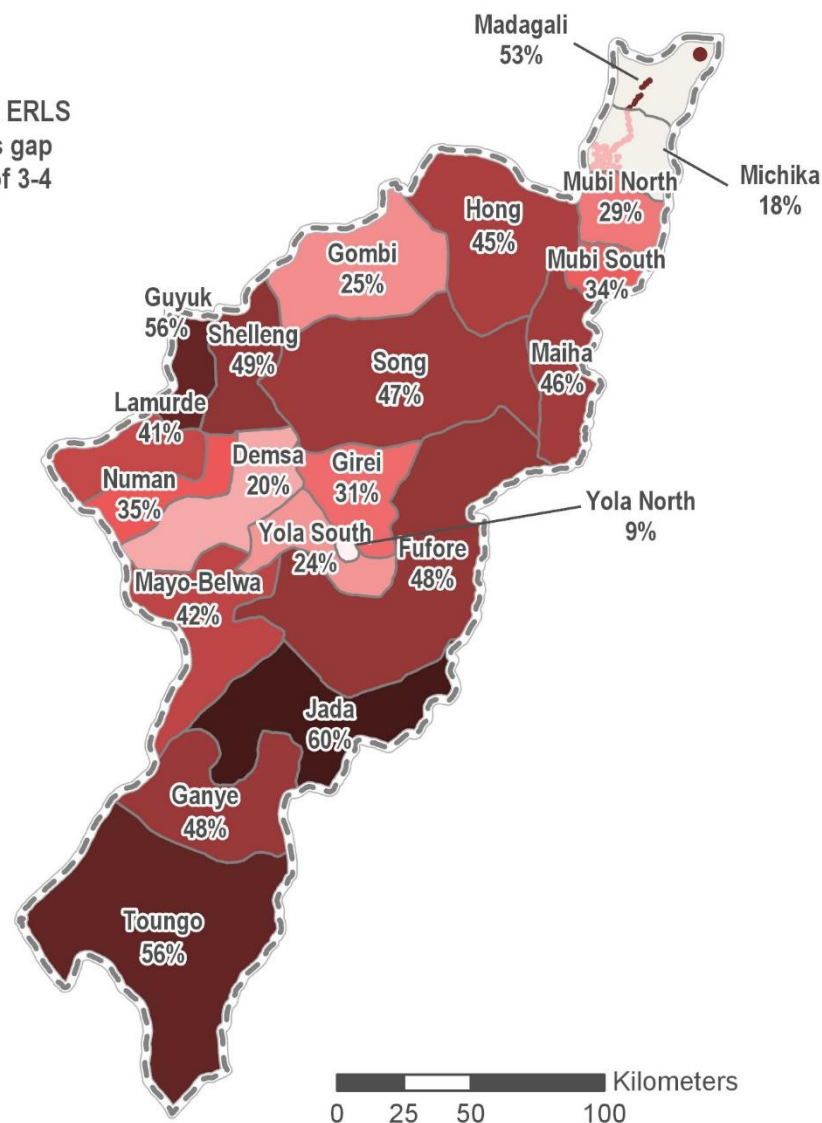 ERLS
s gap
of 3-4
Madagali
53%
Michika
18%
Mubi North
29%
Hong
45%
Gombi
25%
Mubi South
34%
Guyuk
56%
Shelleng
49%
Song
47%
Maiha
46%
Lamurde
41%
Numan
35%
Demsa
20%
Girei
31%
Yola North
9%
Yola South
24%
Fufore
48%
Mayo-Belwa
42%
Jada
60%
Ganye
48%
Toungo
56%
Kilometers
0 25 50 100